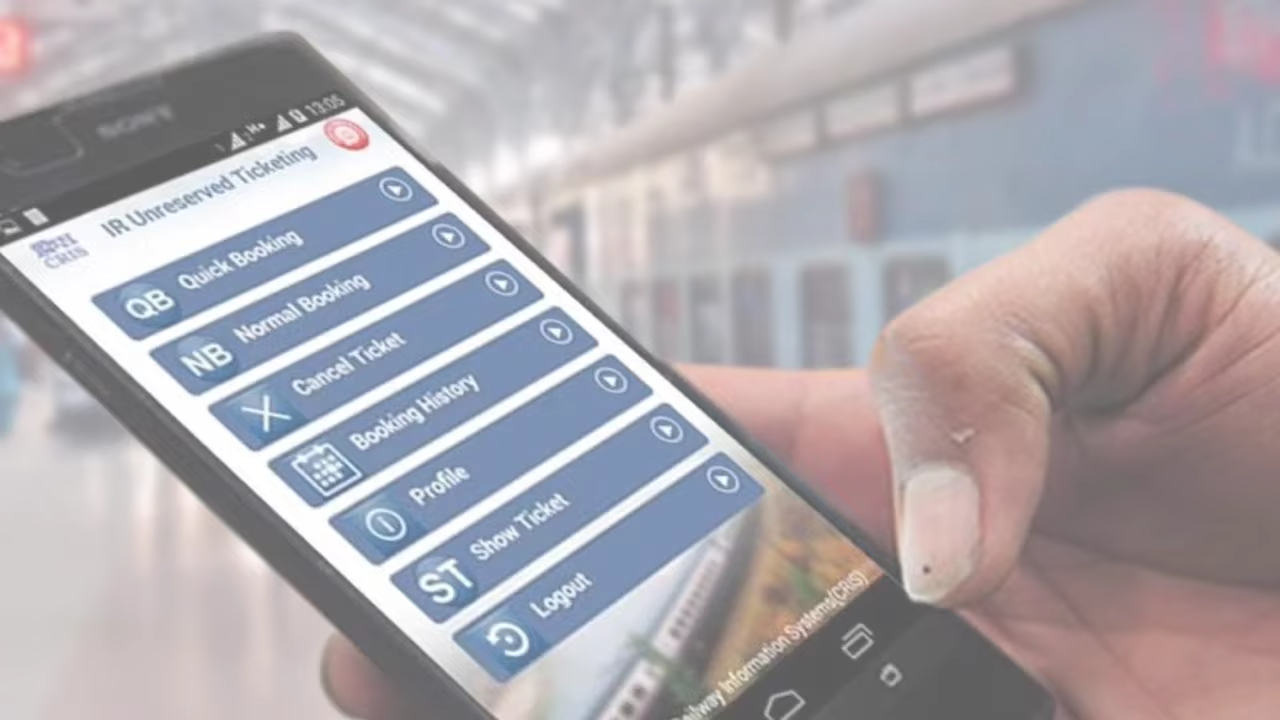 SONY
13:05
IR Unreserved Ticketing
CRIS
QB Quick Booking
NB Normal Booking
Cancel Ticket
Booking History
Profile
ST Show Ticket
Logout
Information Systems(CRIS)